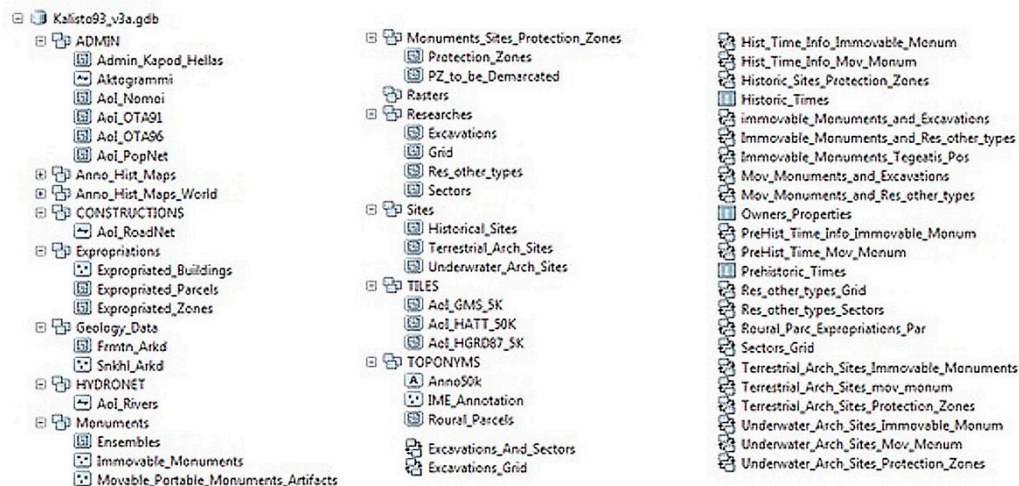 Kalisto93_v3a.gdb
ADMIN
Admin_Kapod_Hellas
Aktogrammi
AoI_Nomoi
AoI_OTA91
AoI_OTA96
AoI_PopNet
Anno_Hist_Maps
Anno_Hist_Maps_World
CONSTRUCTIONS
AoI_RoadNet
Expropriations
Expropriated_Buildings
Expropriated_Parcels
Expropriated_Zones
Geology_Data
Frmtn_Arkd
Snkhl_Arkd
HYDRONET
AoI_Rivers
Monuments
Ensembles
Immovable_Monuments
Movable_Portable_Monuments_Artifacts
Monuments_Sites_Protection_Zones
Protection_Zones
PZ_to_be_Demarcated
Rasters
Researches
Excavations
Grid
Res_other_types
Sectors
Sites
Historical_Sites
Terrestrial_Arch_Sites
Underwater_Arch_Sites
TILES
AoI_GMS_5K
AoI_HATT_50K
AoI_HGRD87_5K
TOPONYMS
A Anno50k
IME_Annotation
Roural_Parcels
Excavations_And_Sectors
Excavations_Grid
Hist_Time_Info_Immovable_Monum
Hist_Time_Info_Mov_Monum
Historic_Sites_Protection_Zones
Historic_Times
immovable_Monuments_and_Excavations
Immovable_Monuments_and_Res_other_types
Immovable_Monuments_Tegeatis_Pos
Mov_Monuments_and_Excavations
Mov_Monuments_and_Res_other_types
Owners_Properties
PreHist_Time_Info_Immovable_Monum
PreHist_Time_Mov_Monum
Prehistoric_Times
Res_other_types_Grid
Res_other_types_Sectors
Roural_Parc_Expropriations_Par
Sectors_Grid
Terrestrial_Arch_Sites_Immovable_Monuments
Terrestrial_Arch_Sites_mov_monum
Terrestrial_Arch_Sites_Protection_Zones
Underwater_Arch_Sites_Immovable_Monum
Underwater_Arch_Sites_Mov_Monum
Underwater_Arch_Sites_Protection_Zones